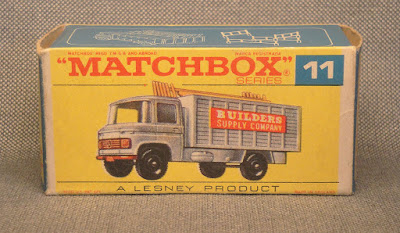 "MATCHBOX"®
SERIES
11
BUILDERS
SUPPLY COMPANY
A LESNEY PRODUCT